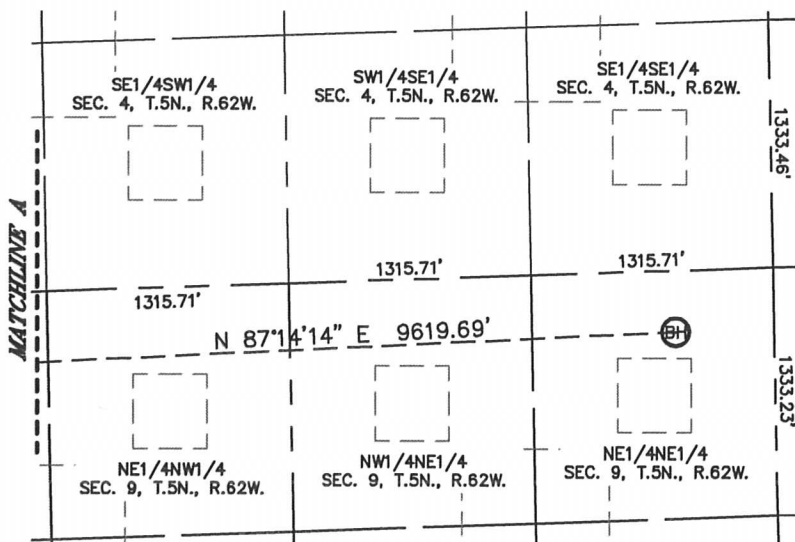 SE1/4SW1/4
SEC. 4, T.5N., R.62W.
SW1/4SE1/4
SEC. 4, T.5N., R.62W.
SE1/4SE1/4
SEC. 4, T.5N., R.62W.
1333.46'
MATCHLINE A
1315.71'
1315.71'
1315.71'
N 87°14'14" E 9619.69'
BH
1333.23'
NE1/4NW1/4
SEC. 9, T.5N., R.62W.
NW1/4NE1/4
SEC. 9, T.5N., R.62W.
NE1/4NE1/4
SEC. 9, T.5N., R.62W.